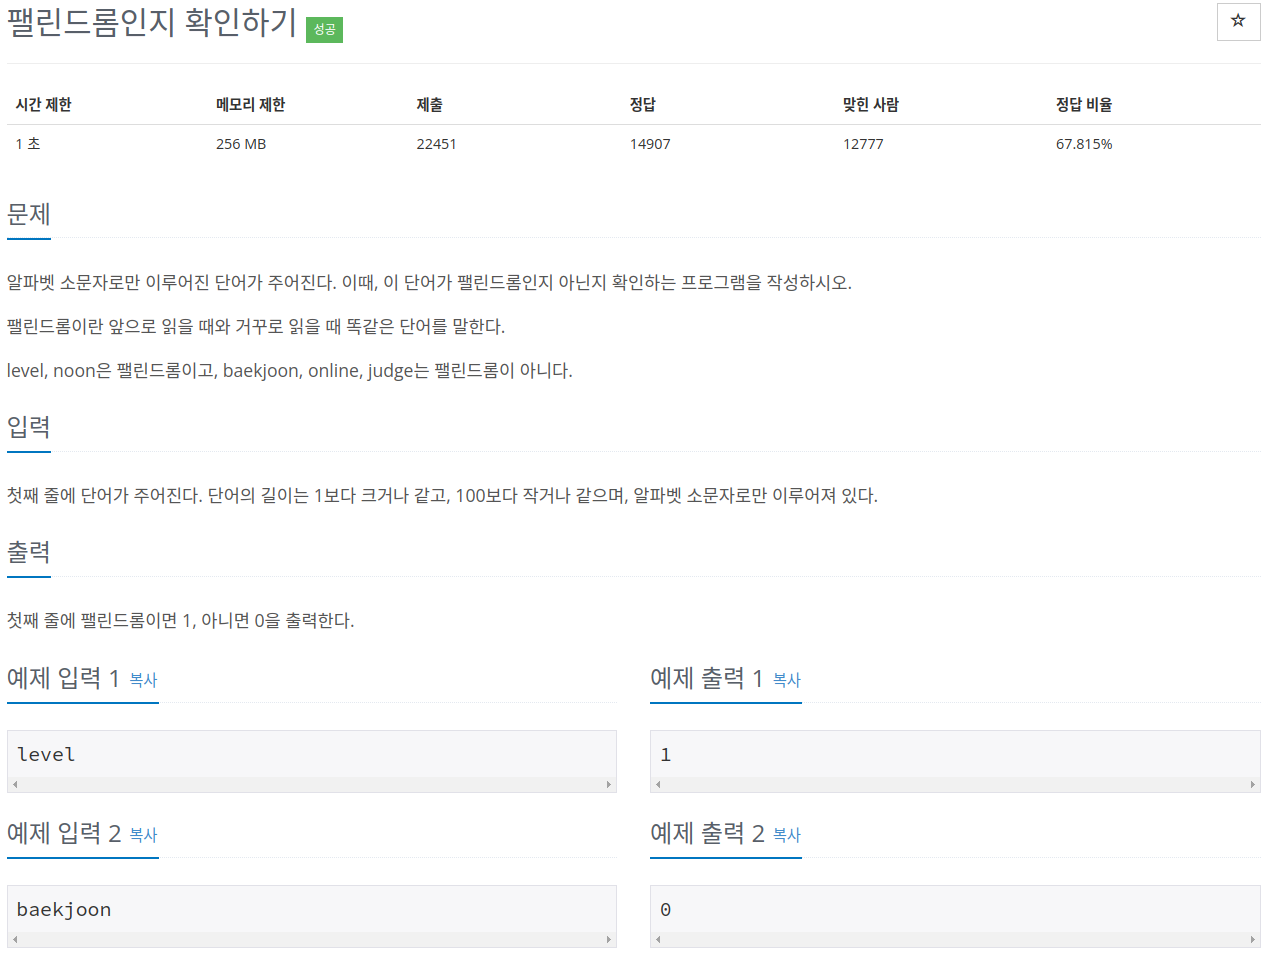 팰린드롬인지 확인하기 성공
☆
시간 제한 메모리 제한 제출 정답 맞힌 사람 정답 비율
1 초 256 MB 22451 14907 12777 67.815%
문제
알파벳 소문자로만 이루어진 단어가 주어진다. 이때, 이 단어가 팰린드롬인지 아닌지 확인하는 프로그램을 작성하시오.
팰린드롬이란 앞으로 읽을 때와 거꾸로 읽을 때 똑같은 단어를 말한다.
level, noon은 팰린드롬이고, baekjoon, online, judge는 팰린드롬이 아니다.
입력
첫째 줄에 단어가 주어진다. 단어의 길이는 1보다 크거나 같고, 100보다 작거나 같으며, 알파벳 소문자로만 이루어져 있다.
출력
첫째 줄에 팰린드롬이면 1, 아니면 0을 출력한다.
예제 입력 1 복사
level
예제 출력 1 복사
1
예제 입력 2 복사
baekjoon
예제 출력 2 복사
0